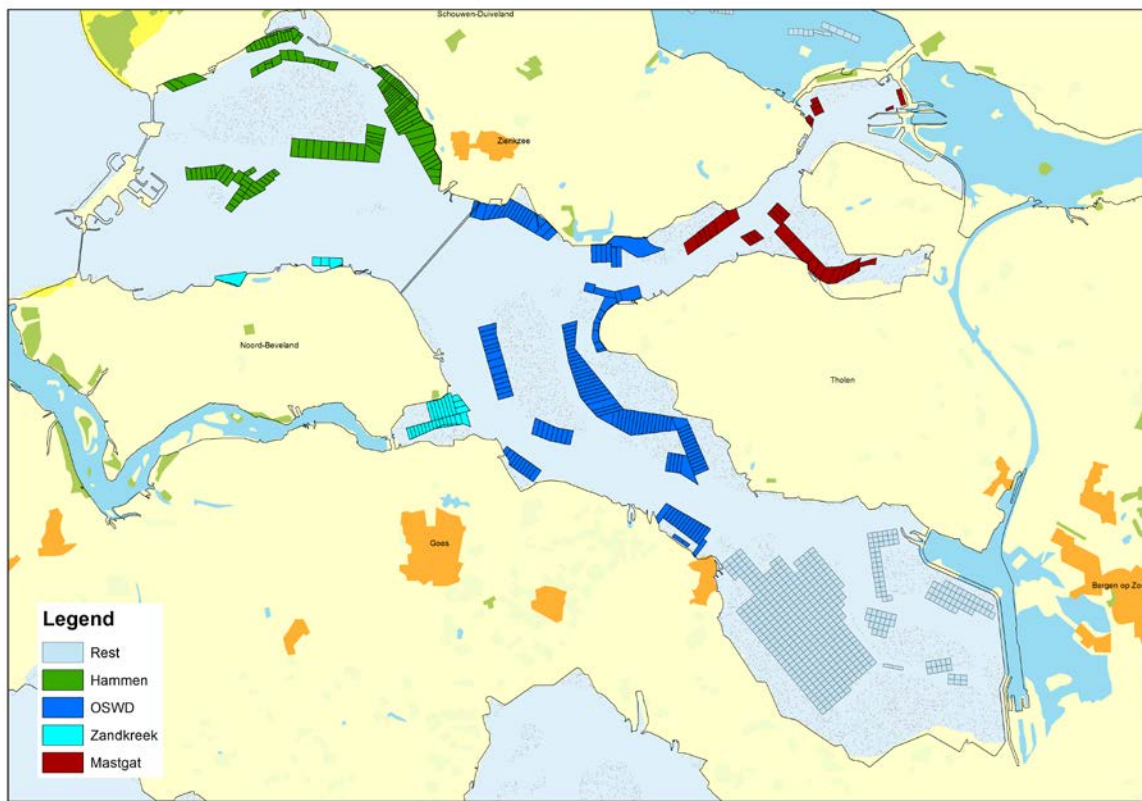 Schouwen-Duiveland
Zierikzee
Noord-Beveland
Tholen
Goes
Bergen op Zo
Legend
Rest
Hammen
OSWD
Zandkreek
Mastgat